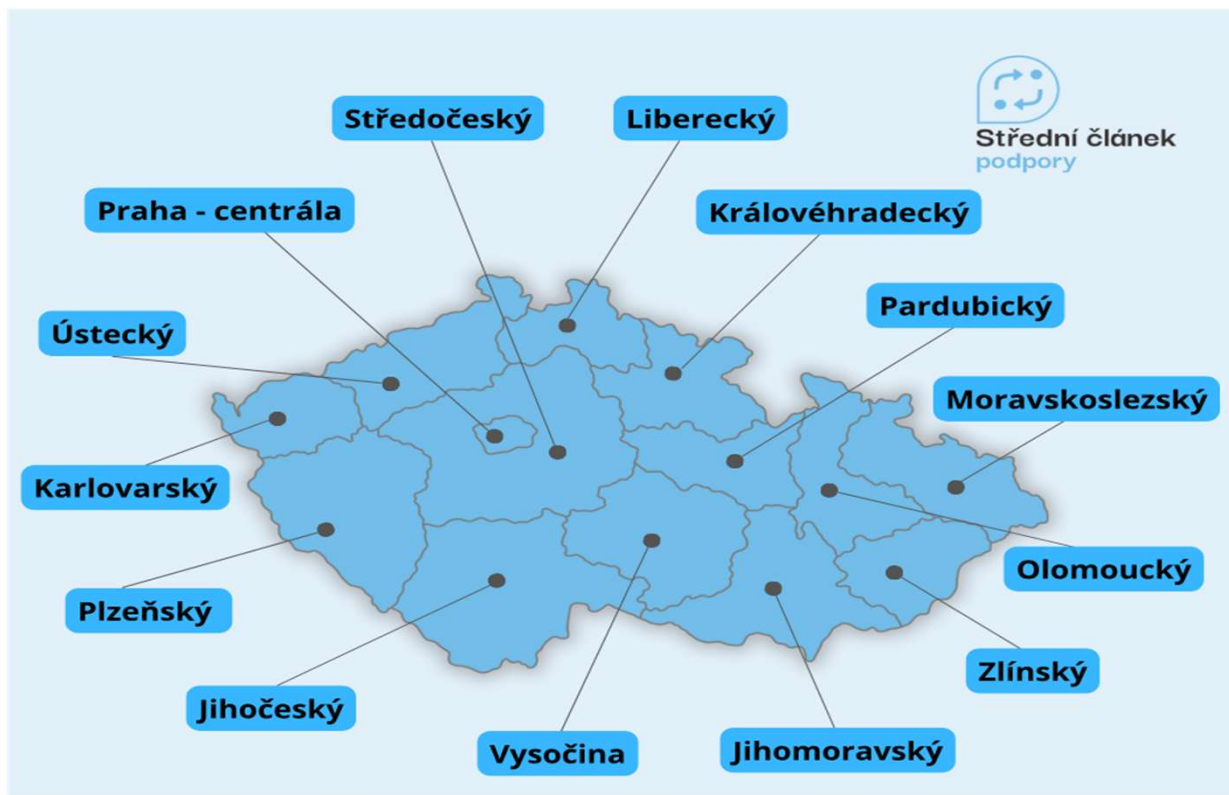 Středočeský
Liberecký
Střední článek
podpory
Praha - centrála
Královéhradecký
Pardubický
Ústecký
Moravskoslezský
Karlovarský
Olomoucký
Plzeňský
Zlínský
Jihočeský
Vysočina
Jihomoravský